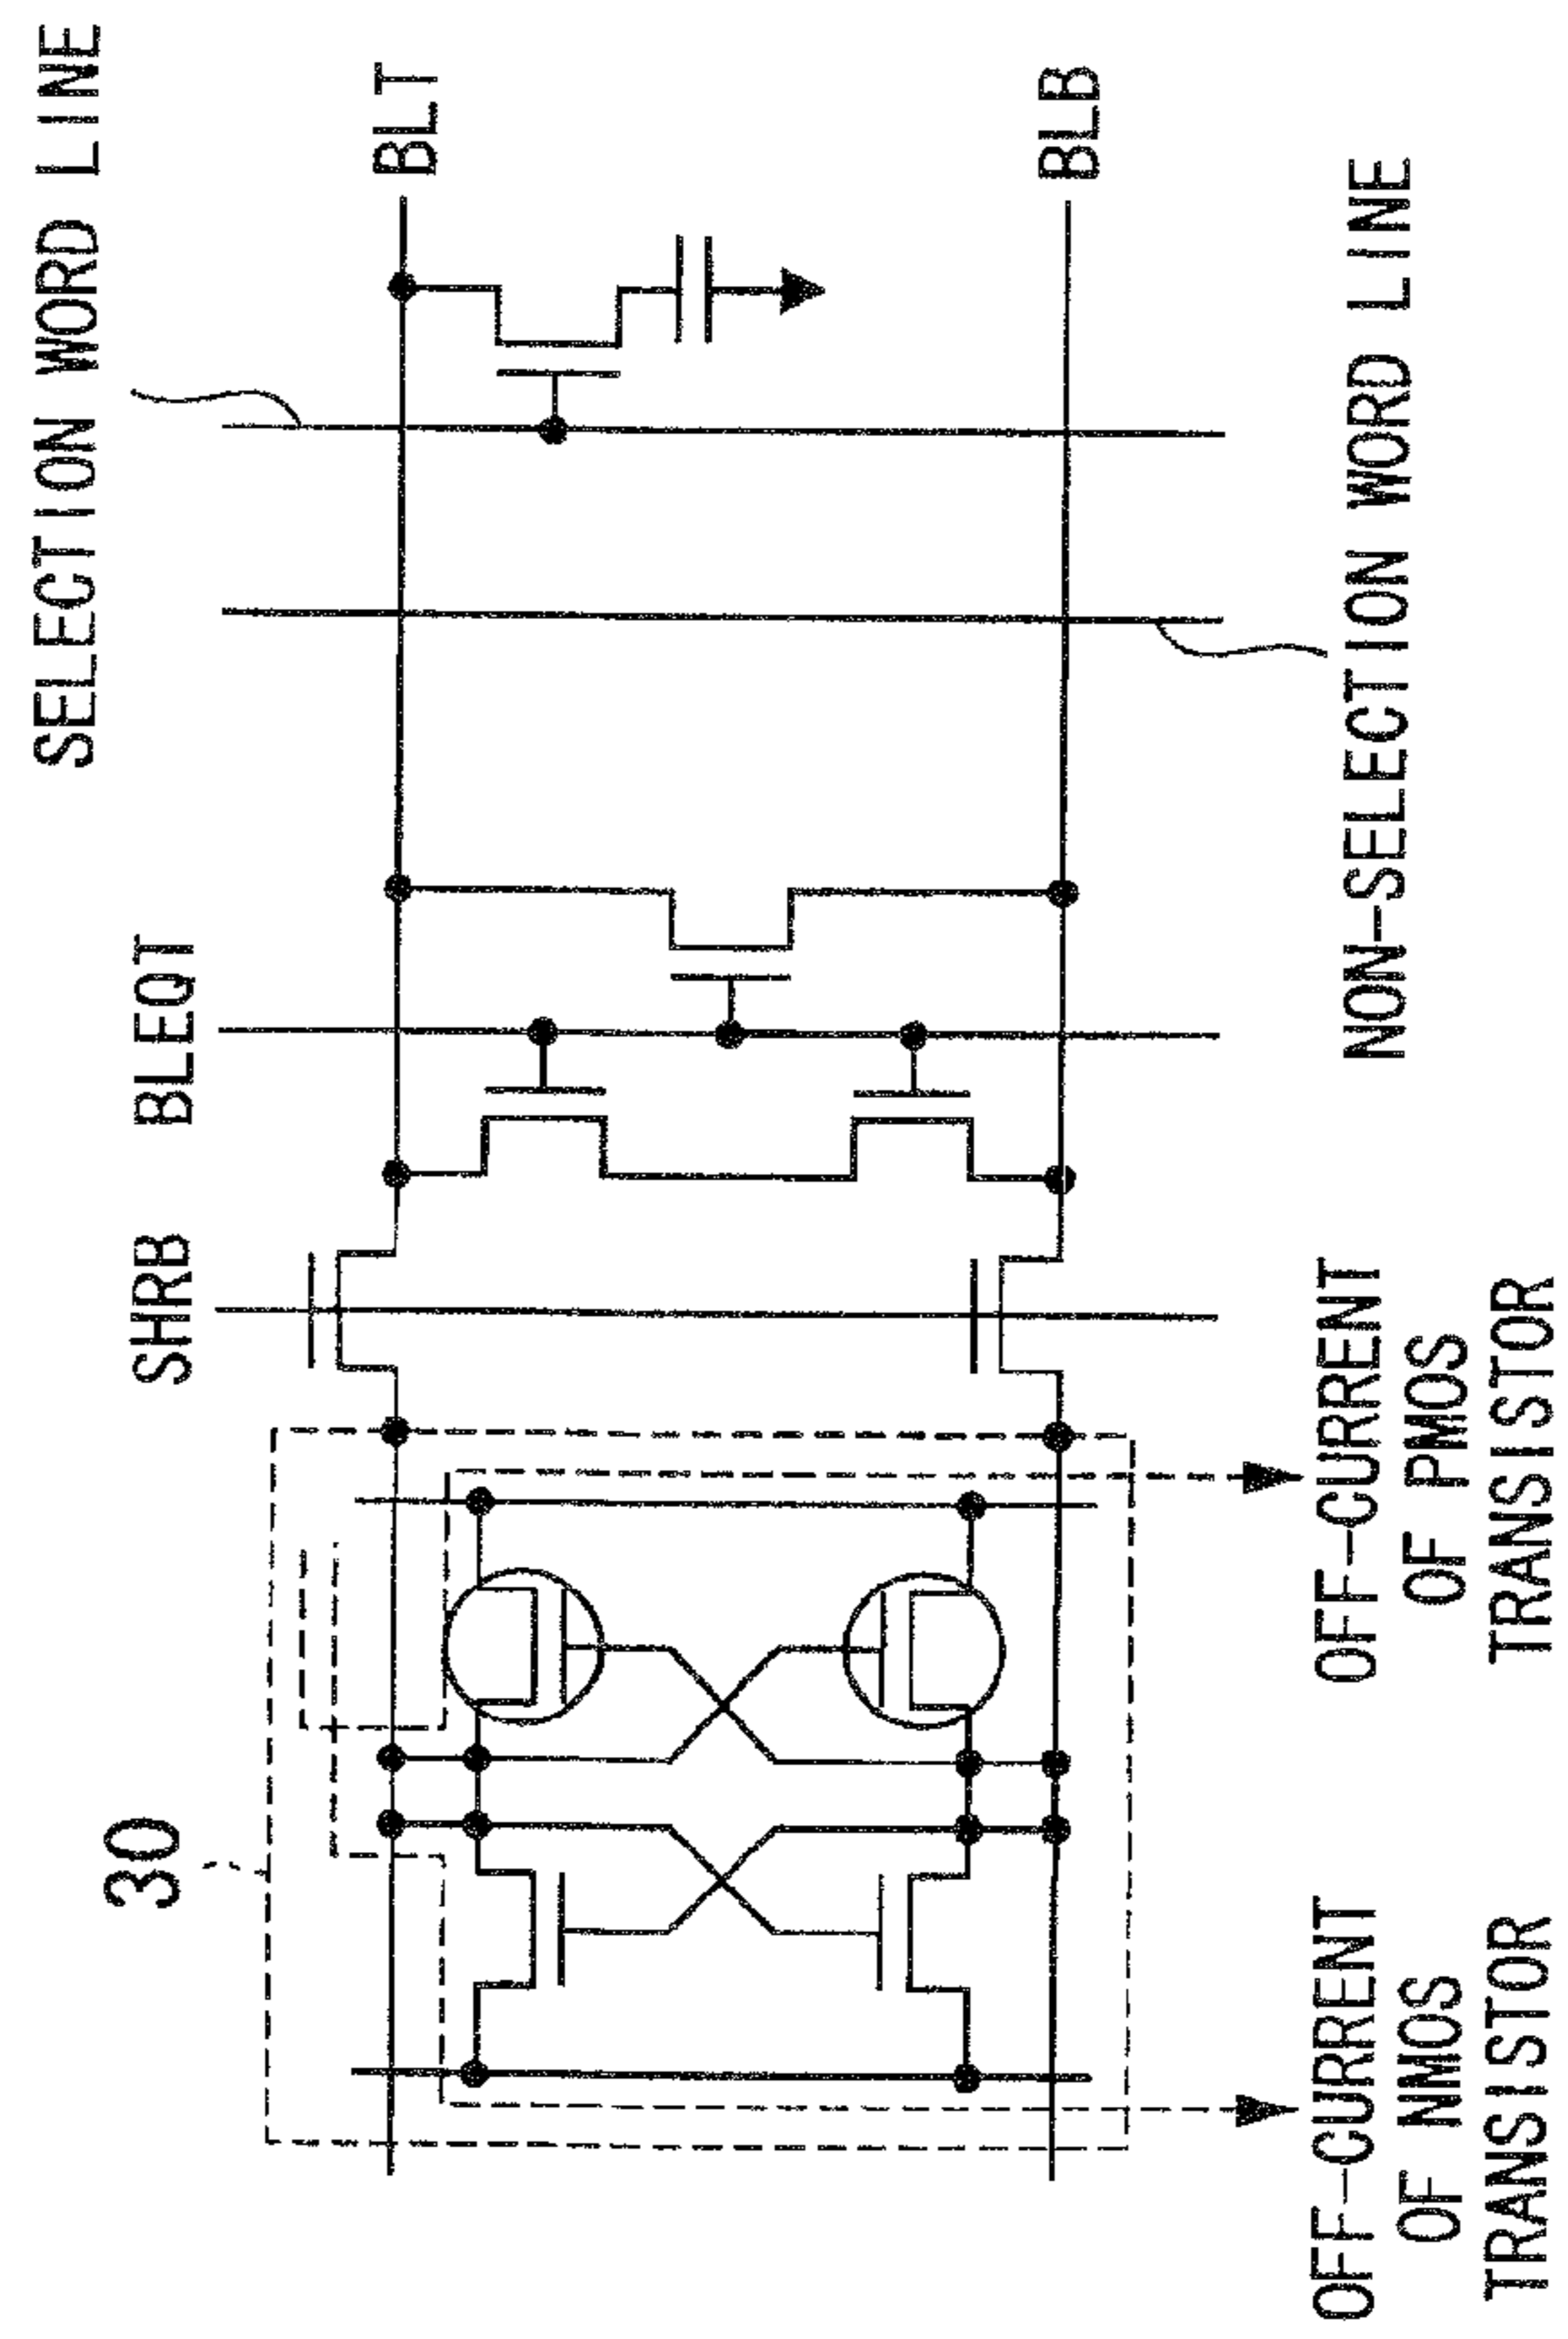 SELECTION WORD LINE
BLT
BLB
NON-SELECTION WORD LINE
BLEQT
SHRB
30
OFF-CURRENT
OF PMOS
TRANSISTOR
OFF-CURRENT
OF NMOS
TRANSISTOR